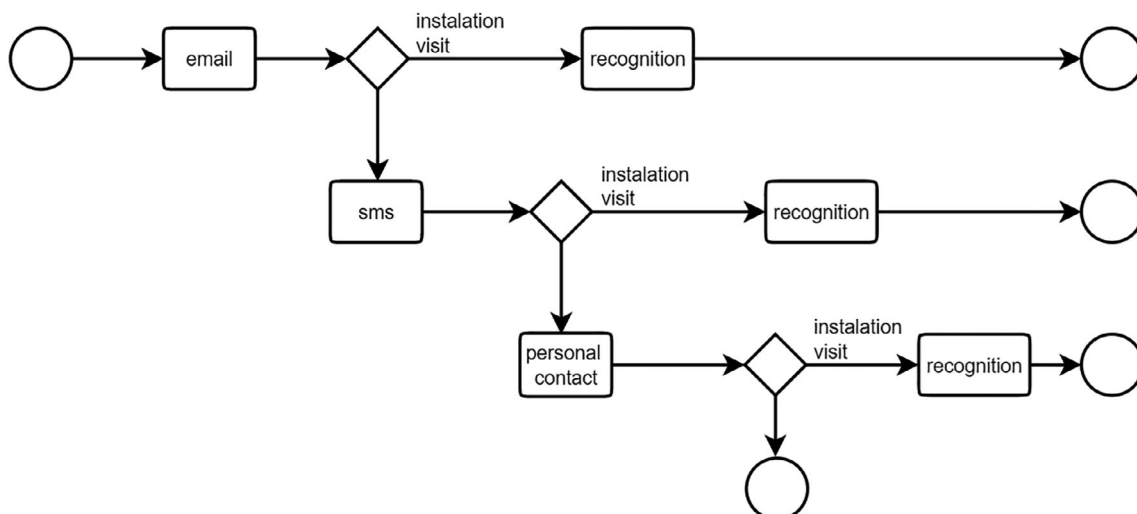 instalation
visit
email
recognition
instalation
visit
sms
recognition
instalation
visit
personal
contact
recognition